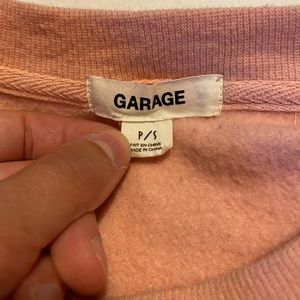 GARAGE
P/S
FAIT EN CHINE
MADE IN CHINA